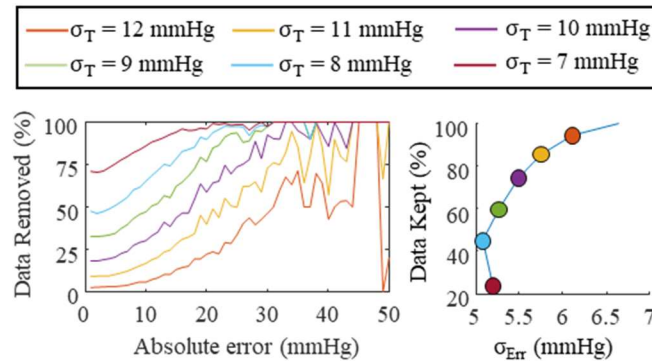 σT = 12 mmHg σT = 11 mmHg σT = 10 mmHg
σT = 9 mmHg σT = 8 mmHg σT = 7 mmHg
Data Removed (%)
100
75
50
25
0
0 10 20 30 40 50
Absolute error (mmHg)
Data Kept (%)
100
80
60
40
20
5 5.5 6 6.5 7
σErr (mmHg)